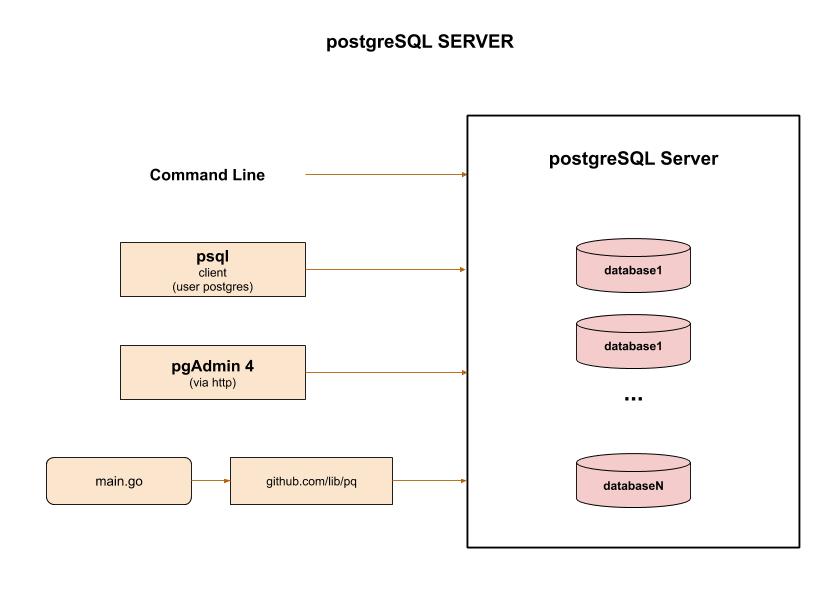 postgreSQL SERVER
postgreSQL Server
Command Line
psql
client
(user postgres)
database1
pgAdmin 4
(via http)
database1
...
main.go
github.com/lib/pq
databaseN